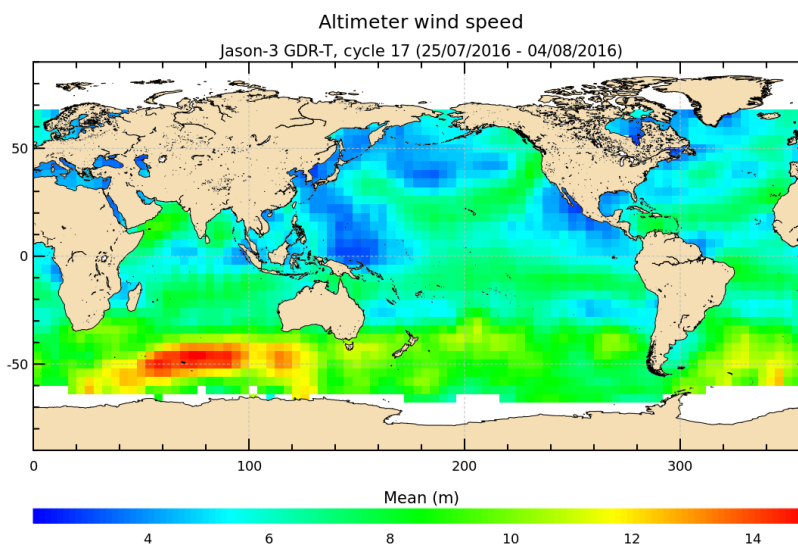 Altimeter wind speed
Jason-3 GDR-T, cycle 17 (25/07/2016 - 04/08/2016)
50
0
-50
0 100 200 300
Mean (m)
4 6 8 10 12 14